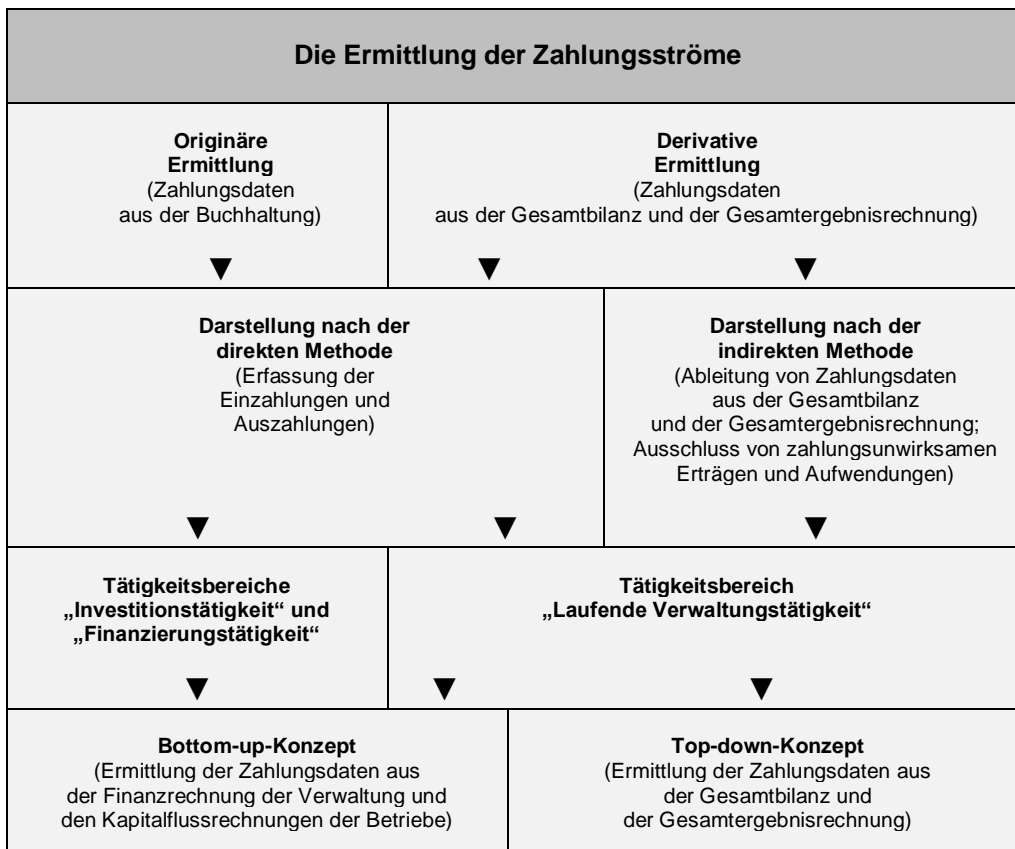 Die Ermittlung der Zahlungsströme
Originäre
Ermittlung
(Zahlungsdaten
aus der Buchhaltung)
Derivative
Ermittlung
(Zahlungsdaten
aus der Gesamtbilanz und der Gesamtergebnisrechnung)
Darstellung nach der
direkten Methode
(Erfassung der
Einzahlungen und
Auszahlungen)
Darstellung nach der
indirekten Methode
(Ableitung von Zahlungsdaten
aus der Gesamtbilanz
und der Gesamtergebnisrechnung;
Ausschluss von zahlungsunwirksamen
Erträgen und Aufwendungen)
Tätigkeitsbereiche
„Investitionstätigkeit“ und
„Finanzierungstätigkeit“
Tätigkeitsbereich
„Laufende Verwaltungstätigkeit“
Bottom-up-Konzept
(Ermittlung der Zahlungsdaten aus
der Finanzrechnung der Verwaltung und
den Kapitalflussrechnungen der Betriebe)
Top-down-Konzept
(Ermittlung der Zahlungsdaten aus
der Gesamtbilanz und
der Gesamtergebnisrechnung)